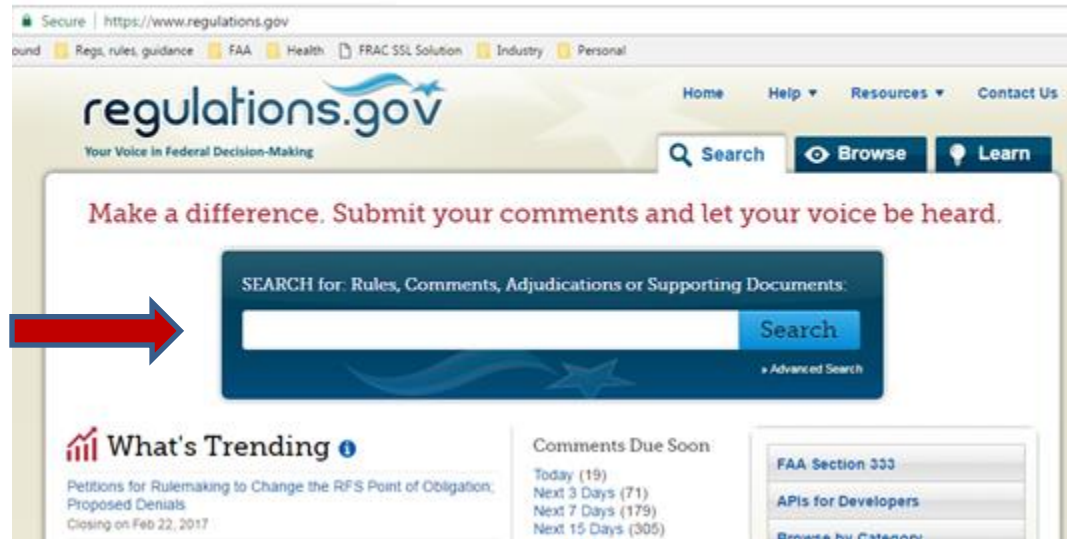 Secure | https://www.regulations.gov
ound Regs, rules, guidance FAA Health FRAC SSL Solution Industry Personal
regulations.gov
Your Voice in Federal Decision-Making
Home Help Resources Contact Us
Search Browse Learn
Make a difference. Submit your comments and let your voice be heard.
SEARCH for: Rules, Comments, Adjudications or Supporting Documents:
Search
» Advanced Search
What's Trending
Petitions for Rulemaking to Change the RFS Point of Obligation;
Proposed Denials
Closing on Feb 22, 2017
Comments Due Soon
Today (19)
Next 3 Days (71)
Next 7 Days (179)
Next 15 Days (305)
FAA Section 333
APIs for Developers
Browse by Category